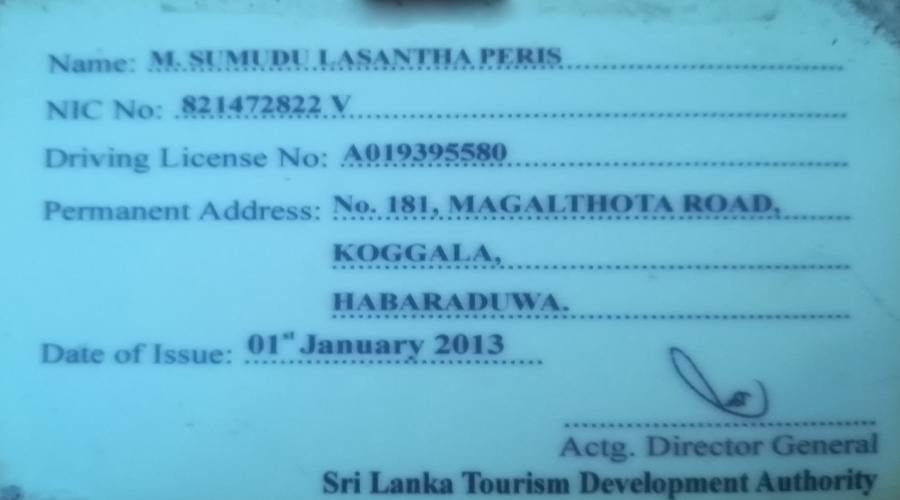 Name: M. SUMUDU LASANTHA PERIS
NIC No: 821472822 V
Driving License No: A019395580
Permanent Address: No. 181, MAGALTHOTA ROAD,
KOGGALA,
HABARADUWA.
Date of Issue: 01st January 2013
Actg. Director General
Sri Lanka Tourism Development Authority